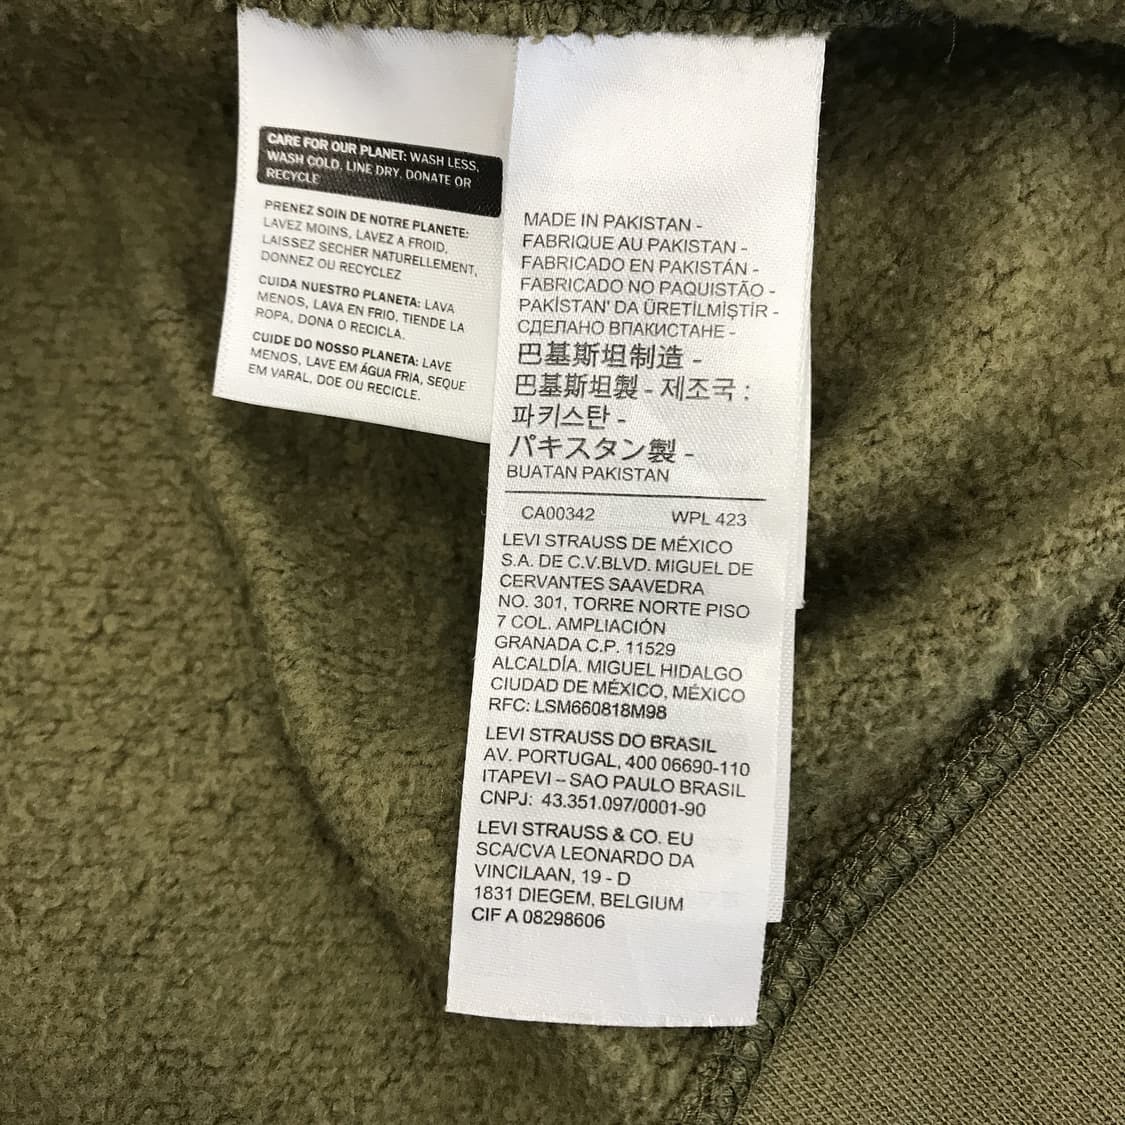 CARE FOR OUR PLANET: WASH LESS,
WASH COLD, LINE DRY, DONATE OR
RECYCLE
PRENEZ SOIN DE NOTRE PLANETE:
LAVEZ MOINS, LAVEZ A FROID,
LAISSEZ SECHER NATURELLEMENT,
DONNEZ OU RECYCLEZ
CUIDA NUESTRO PLANETA: LAVA
MENOS, LAVA EN FRIO, TIENDE LA
ROPA, DONA O RECICLA.
CUIDE DO NOSSO PLANETA: LAVE
MENOS, LAVE EM ÁGUA FRIA, SEQUE
EM VARAL, DOE OU RECICLE.
MADE IN PAKISTAN -
FABRIQUE AU PAKISTAN -
FABRICADO EN PAKISTÁN -
FABRICADO NO PAQUISTÃO -
PAKİSTAN' DA ÜRETİLMİŞTİR -
СДЕЛАНО ВПАКИСТАНЕ -
巴基斯坦制造 -
巴基斯坦製 - 제조국 :
파키스탄 -
パキスタン製 -
BUATAN PAKISTAN
CA00342 WPL 423
LEVI STRAUSS DE MÉXICO
S.A. DE C.V.BLVD. MIGUEL DE
CERVANTES SAAVEDRA
NO. 301, TORRE NORTE PISO
7 COL. AMPLIACIÓN
GRANADA C.P. 11529
ALCALDÍA. MIGUEL HIDALGO
CIUDAD DE MÉXICO, MÉXICO
RFC: LSM660818M98
LEVI STRAUSS DO BRASIL
AV. PORTUGAL, 400 06690-110
ITAPEVI – SAO PAULO BRASIL
CNPJ: 43.351.097/0001-90
LEVI STRAUSS & CO. EU
SCA/CVA LEONARDO DA
VINCILAAN, 19 - D
1831 DIEGEM, BELGIUM
CIF A 08298606